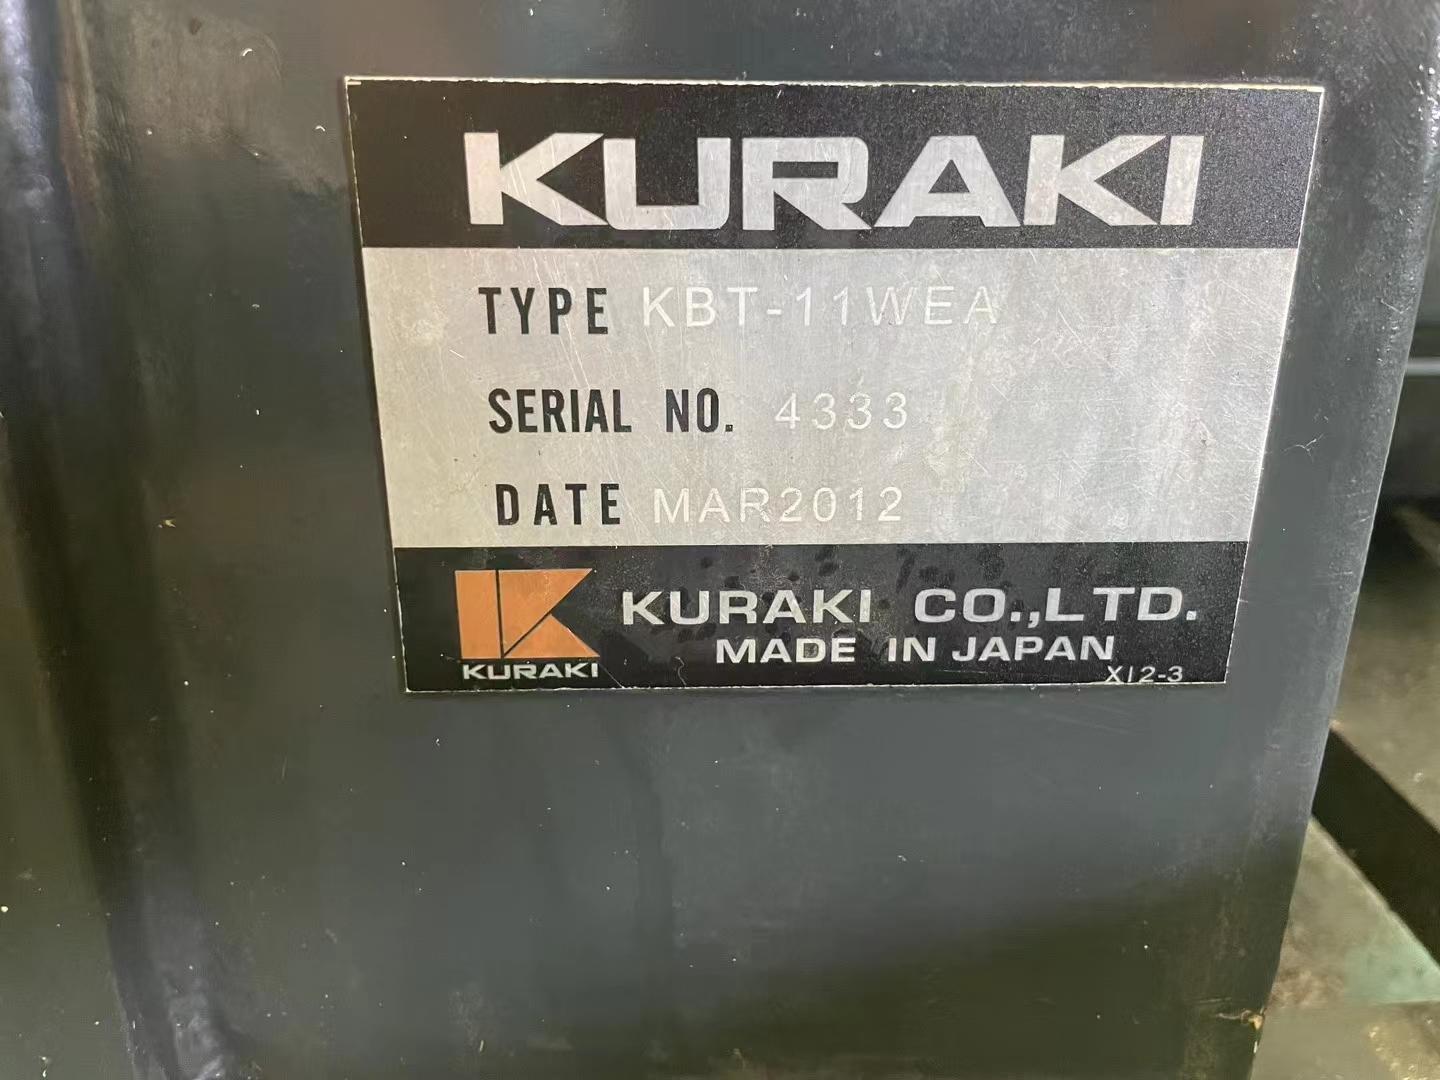 KURAKI
TYPE KBT-11WEA
SERIAL NO. 4333
DATE MAR2012
KURAKI CO.,LTD.
MADE IN JAPAN
KURAKI
X12-3